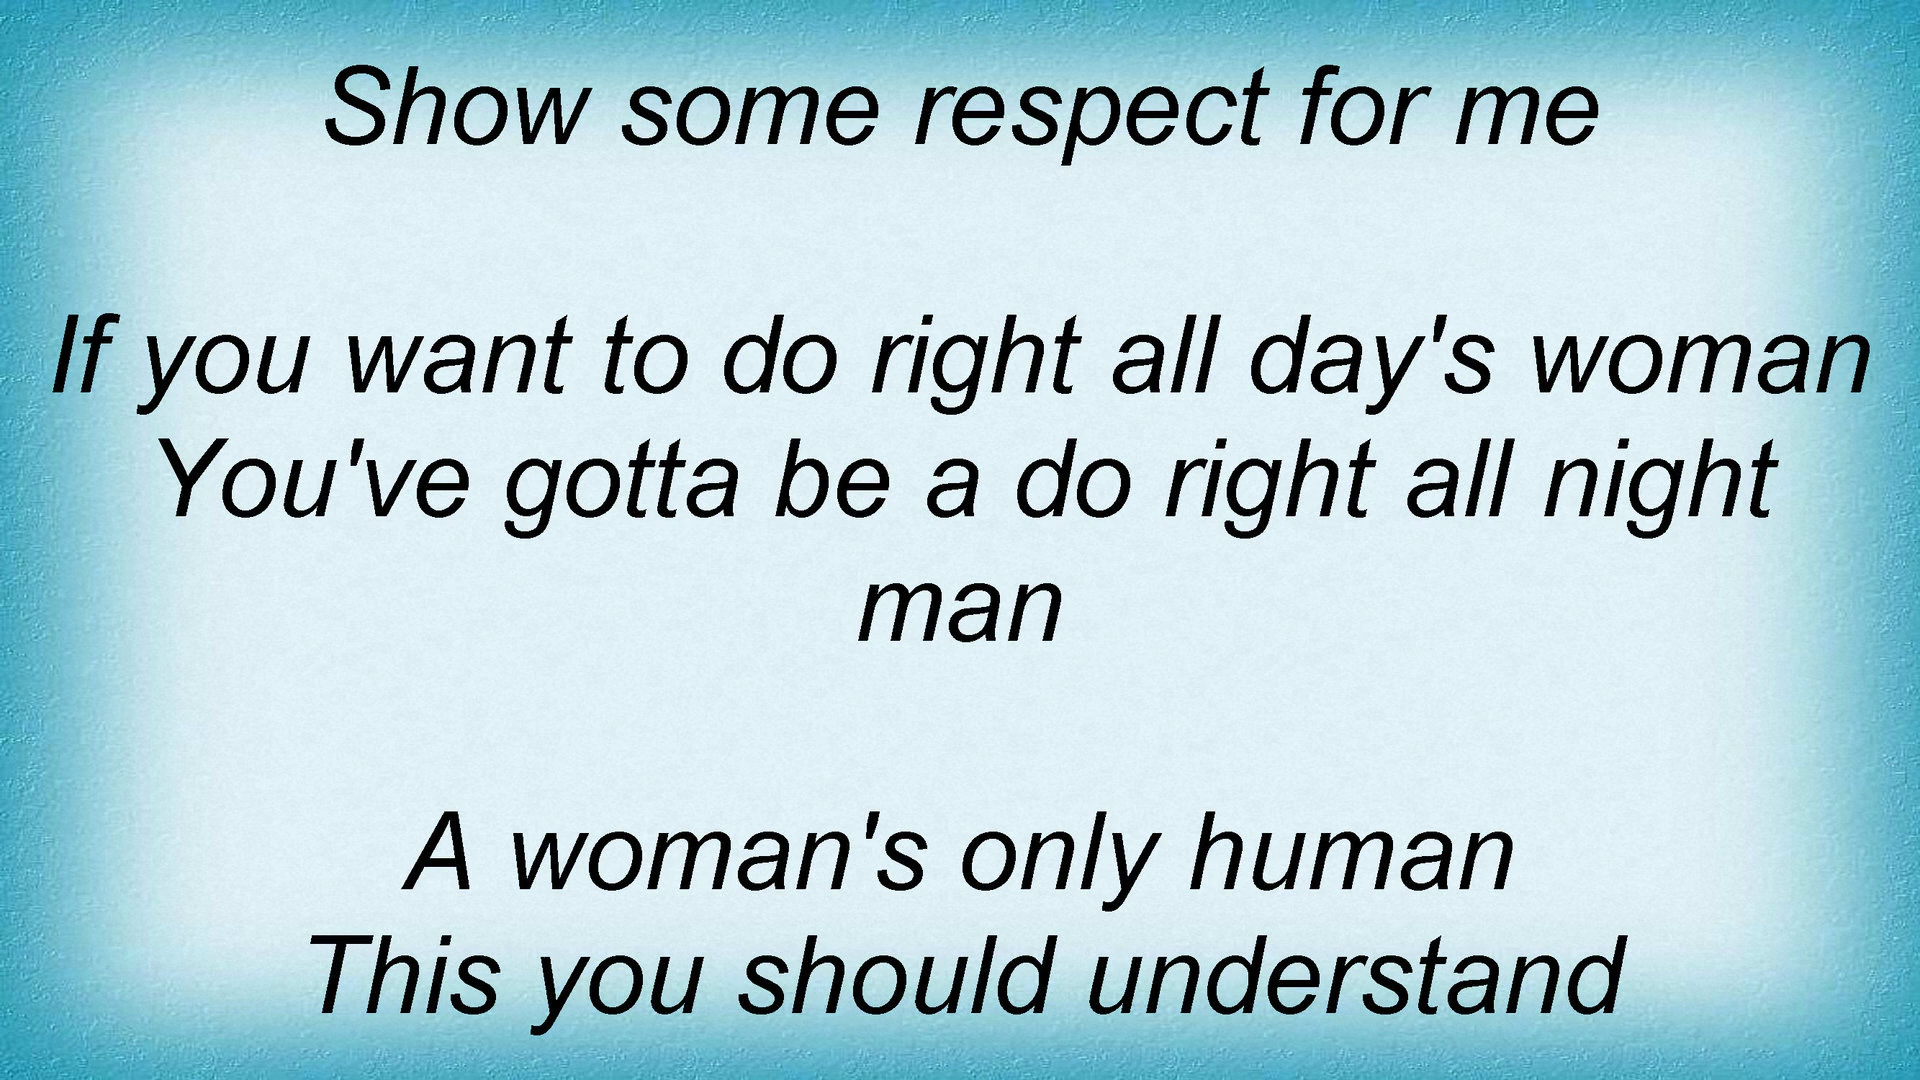 Show some respect for me
If you want to do right all day's woman
You've gotta be a do right all night
man
A woman's only human
This you should understand